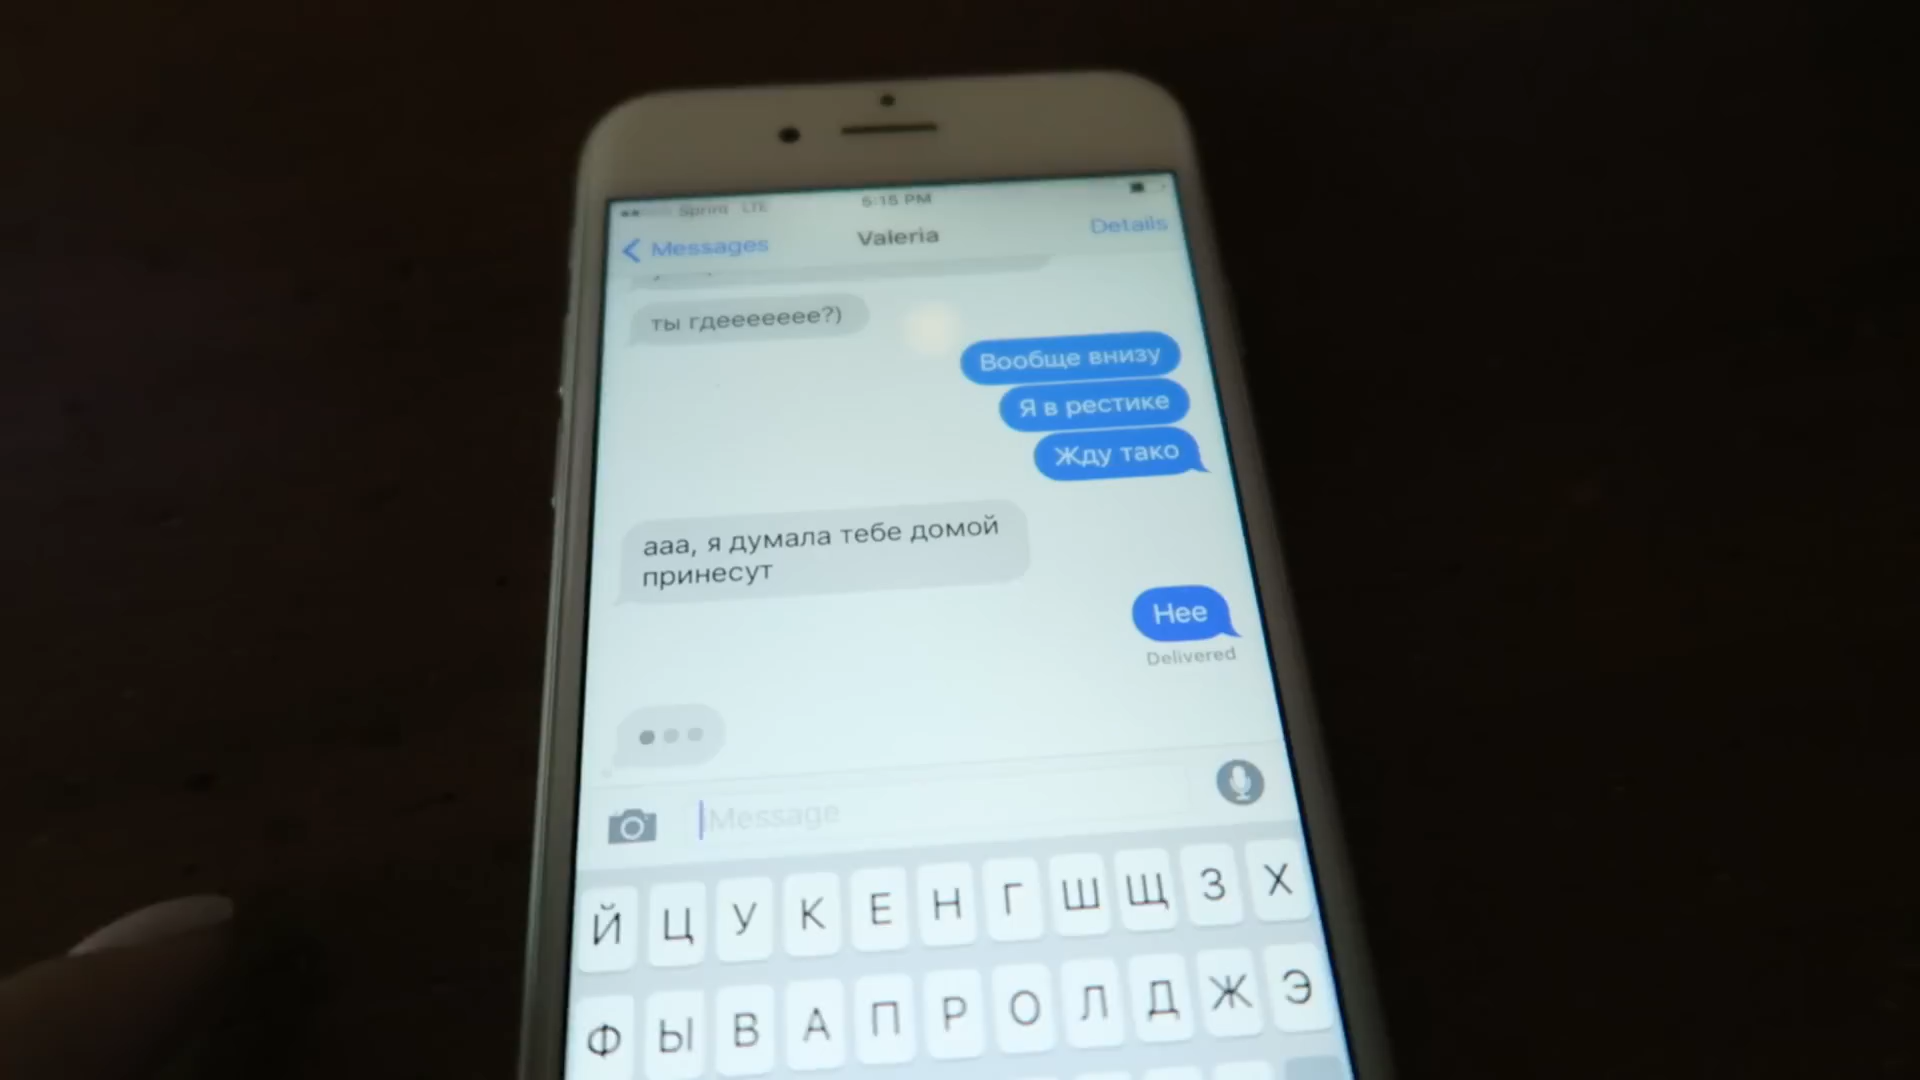 Sprint LTE 5:15 PM
Messages Valeria Details
ты гдеееееее?)
Вообще внизу
Я в рестике
Жду тако
ааа, я думала тебе домой
принесут
Нее
Delivered
iMessage
Й Ц У К Е Н Г Ш Щ З Х
Ф Ы В А П Р О Л Д Ж Э